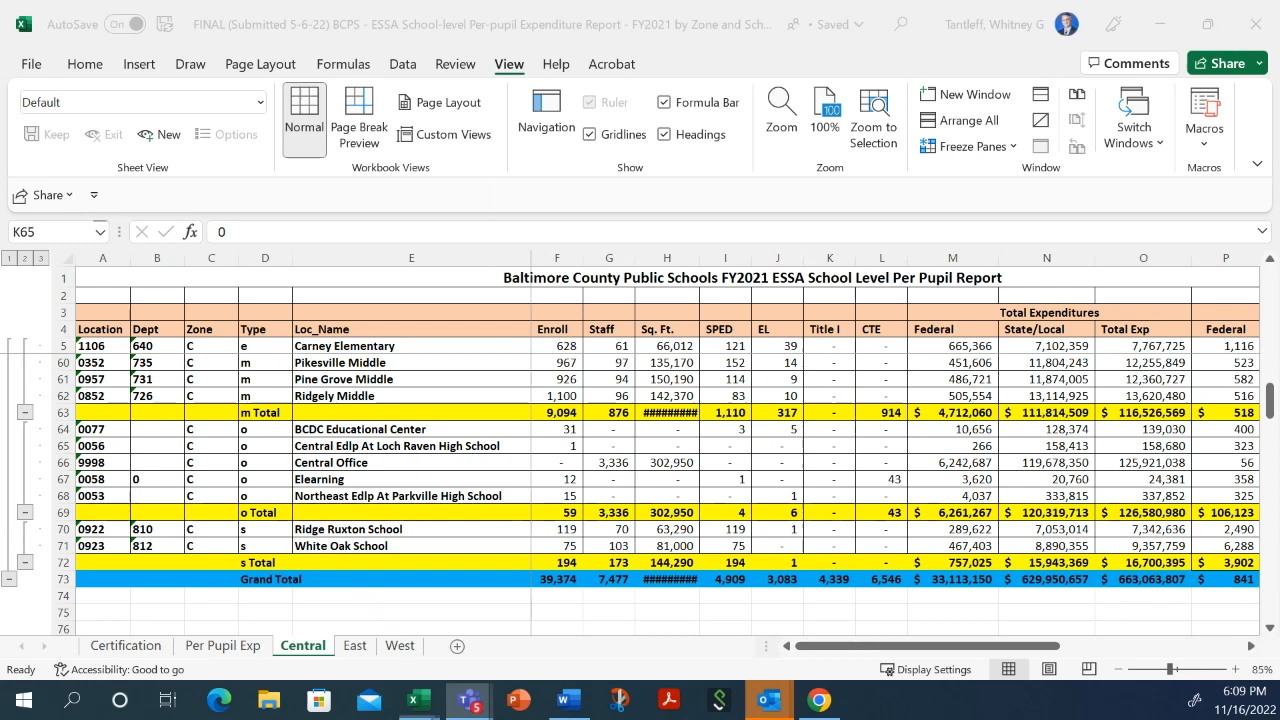 AutoSave On FINAL (Submitted 5-6-22) BCPS - ESSA School-level Per-pupil Expenditure Report - FY2021 by Zone and Sch... • Saved Tantleff, Whitney G
File Home Insert Draw Page Layout Formulas Data Review View Help Acrobat Comments Share
Default
Keep Exit New Options
Sheet View
Normal Page Break Preview Page Layout Custom Views
Workbook Views
Navigation Ruler Gridlines Formula Bar Headings
Show
Zoom 100% Zoom to Selection
Zoom
New Window Arrange All Freeze Panes Switch Windows
Window
Macros
Macros
Share
K65 fx 0
1 2 3 A B C D E F G H I J K L M N O P
1 Baltimore County Public Schools FY2021 ESSA School Level Per Pupil Report
2
3 Total Expenditures
4 Location Dept Zone Type Loc_Name Enroll Staff Sq. Ft. SPED EL Title I CTE Federal State/Local Total Exp Federal
5 1106 640 C e Carney Elementary 628 61 66,012 121 39 - - 665,366 7,102,359 7,767,725 1,116
60 0352 735 C m Pikesville Middle 967 97 135,170 152 14 - - 451,606 11,804,243 12,255,849 523
61 0957 731 C m Pine Grove Middle 926 94 150,190 114 9 - - 486,721 11,874,005 12,360,727 582
62 0852 726 C m Ridgely Middle 1,100 96 142,370 83 10 - - 505,554 13,114,925 13,620,480 516
63 m Total 9,094 876 ######### 1,110 317 - 914 $ 4,712,060 $ 111,814,509 $ 116,526,569 $ 518
64 0077 C o BCDC Educational Center 31 - - 3 5 - - 10,656 128,374 139,030 400
65 0056 C o Central Edlp At Loch Raven High School 1 - - - - - - 266 158,413 158,680 323
66 9998 C o Central Office - 3,336 302,950 - - - - 6,242,687 119,678,350 125,921,038 56
67 0058 0 C o Elearning 12 - - 1 - - 43 3,620 20,760 24,381 358
68 0053 C o Northeast Edlp At Parkville High School 15 - - - 1 - - 4,037 333,815 337,852 325
69 o Total 59 3,336 302,950 4 6 - 43 $ 6,261,267 $ 120,319,713 $ 126,580,980 $ 106,123
70 0922 810 C s Ridge Ruxton School 119 70 63,290 119 1 - - 289,622 7,053,014 7,342,636 2,490
71 0923 812 C s White Oak School 75 103 81,000 75 - - - 467,403 8,890,355 9,357,759 6,288
72 s Total 194 173 144,290 194 1 - - $ 757,025 $ 15,943,369 $ 16,700,395 $ 3,902
73 Grand Total 39,374 7,477 ######### 4,909 3,083 4,339 6,546 $ 33,113,150 $ 629,950,657 $ 663,063,807 $ 841
74
75
76
Certification Per Pupil Exp Central East West
Ready Accessibility: Good to go Display Settings 85%
6:09 PM
11/16/2022